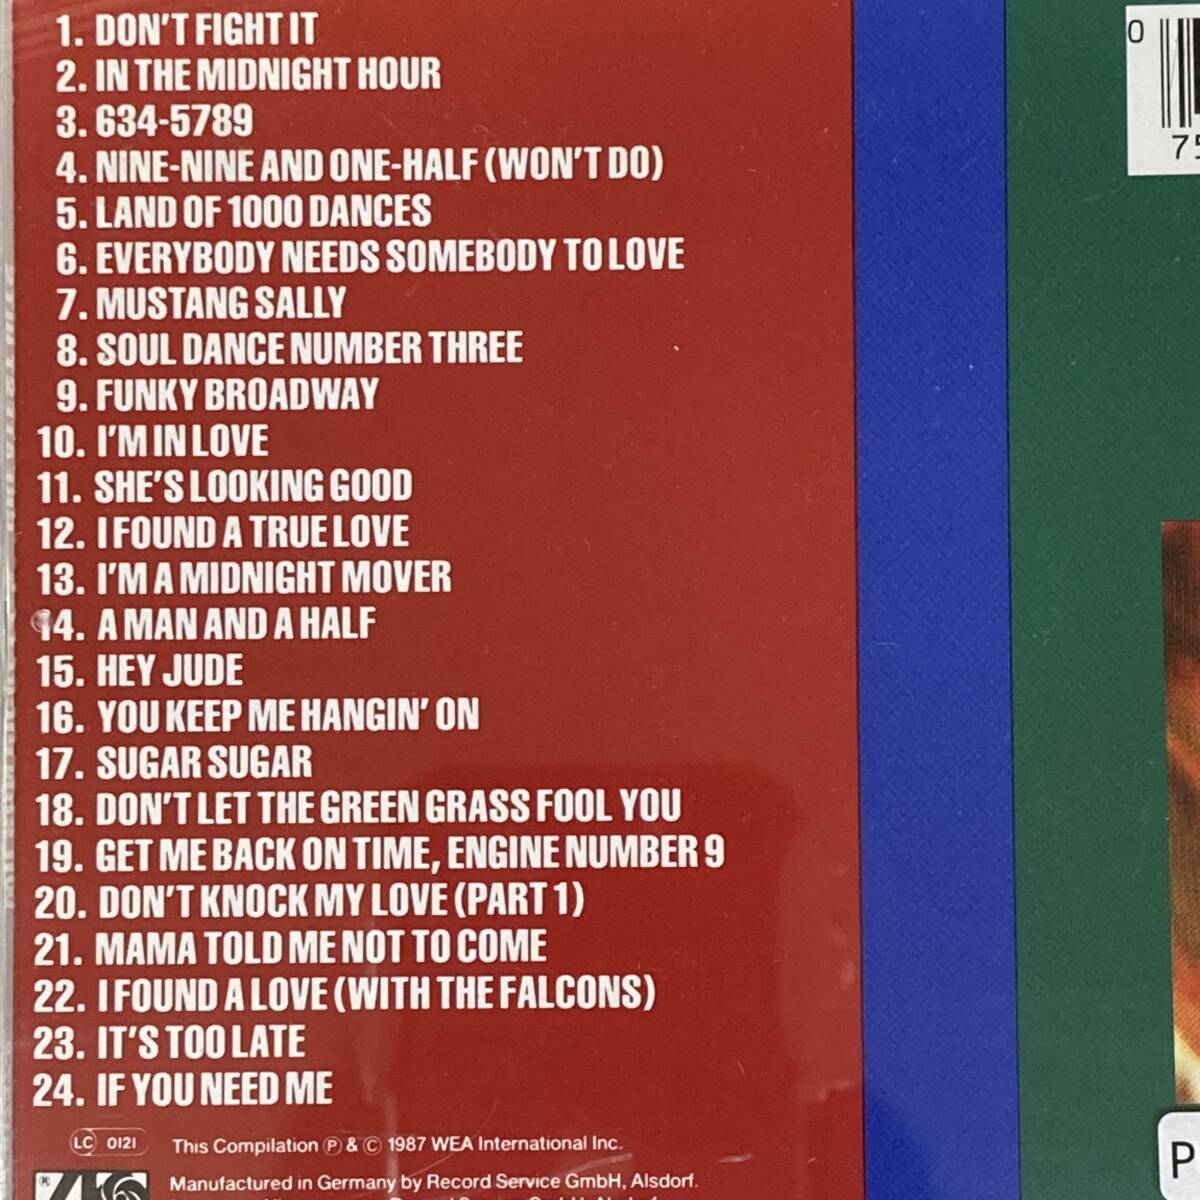 1. DON'T FIGHT IT
2. IN THE MIDNIGHT HOUR
3. 634-5789
4. NINE-NINE AND ONE-HALF (WON'T DO)
5. LAND OF 1000 DANCES
6. EVERYBODY NEEDS SOMEBODY TO LOVE
7. MUSTANG SALLY
8. SOUL DANCE NUMBER THREE
9. FUNKY BROADWAY
10. I'M IN LOVE
11. SHE'S LOOKING GOOD
12. I FOUND A TRUE LOVE
13. I'M A MIDNIGHT MOVER
14. A MAN AND A HALF
15. HEY JUDE
16. YOU KEEP ME HANGIN' ON
17. SUGAR SUGAR
18. DON'T LET THE GREEN GRASS FOOL YOU
19. GET ME BACK ON TIME, ENGINE NUMBER 9
20. DON'T KNOCK MY LOVE (PART 1)
21. MAMA TOLD ME NOT TO COME
22. I FOUND A LOVE (WITH THE FALCONS)
23. IT'S TOO LATE
24. IF YOU NEED ME
LC 0121
This Compilation ℗ & © 1987 WEA International Inc.
Manufactured in Germany by Record Service GmbH, Alsdorf.
®
0
75
P